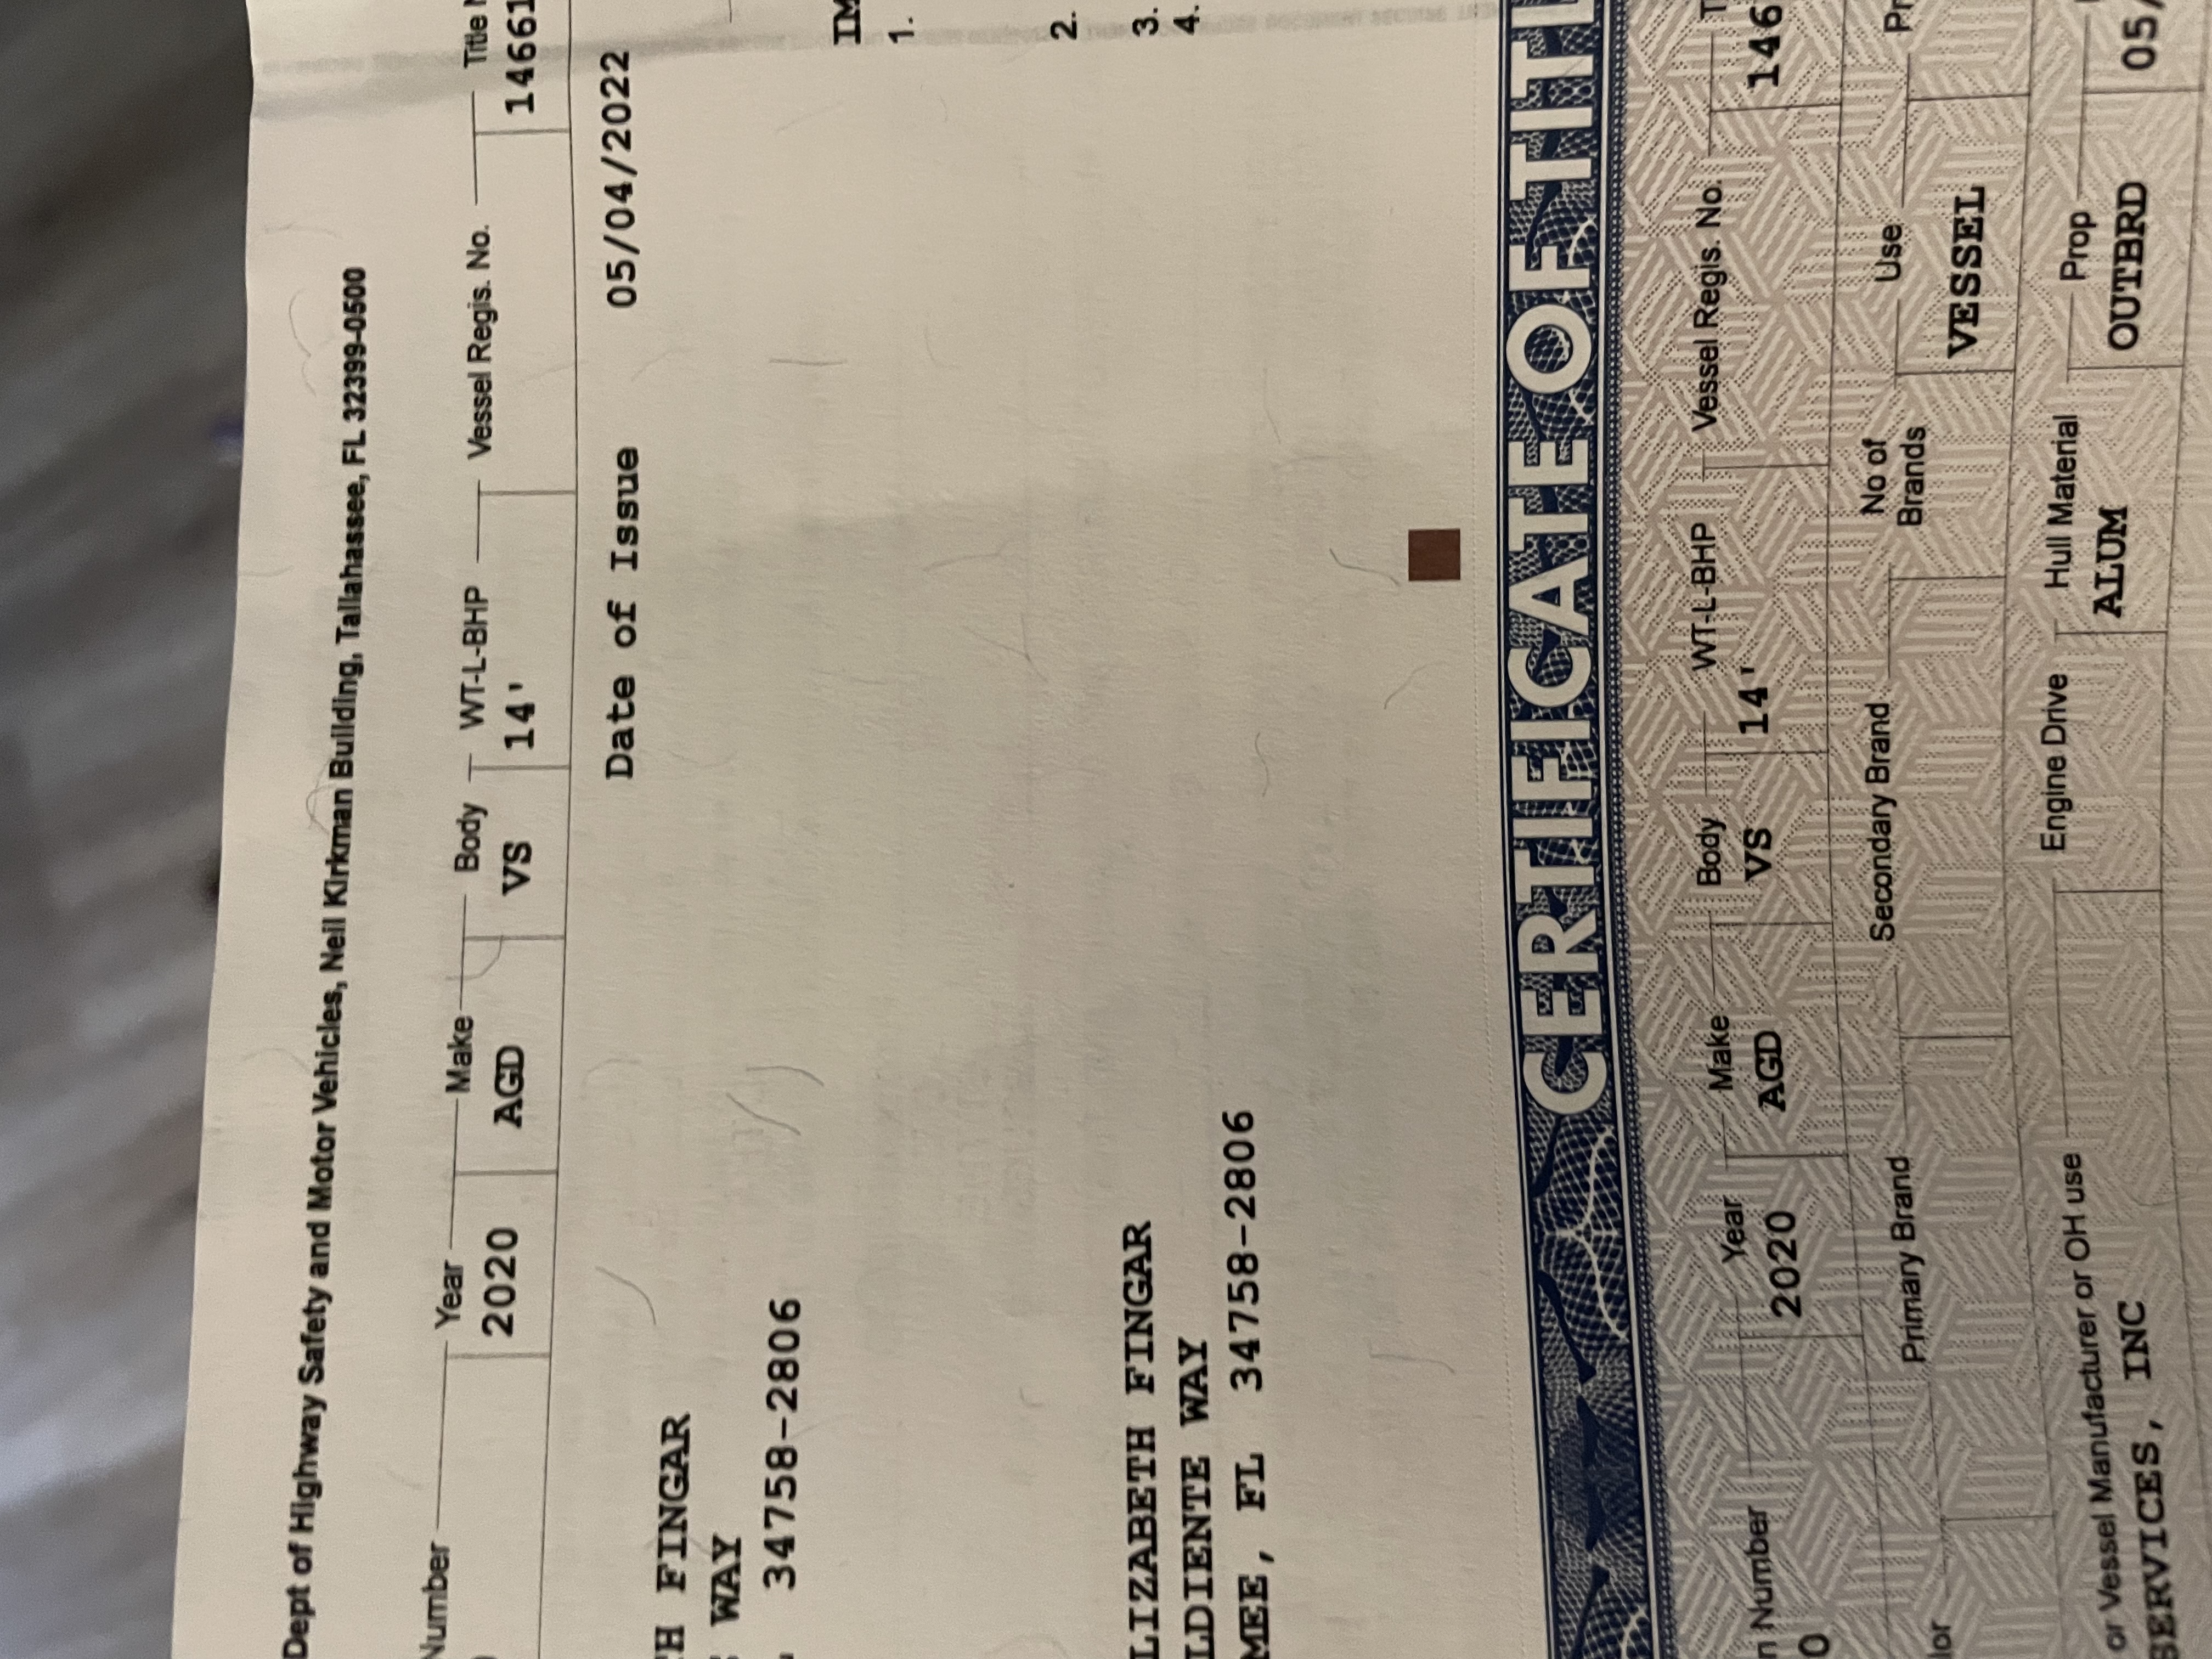 Dept of Highway Safety and Motor Vehicles, Neil Kirkman Building, Tallahassee, FL 32399-0500
Number Year Make Body WT-L-BHP Vessel Regis. No. Title
2020 AGD VS 14' 14661
Date of Issue 05/04/2022
FINGAR
WAY
34758-2806
IM
1.
2.
3.
4.
LIZABETH FINGAR
LDIENTE WAY
MEE, FL 34758-2806
CERTIFICATE OF TITL
n Number Year Make Body WT-L-BHP Vessel Regis. No. T
0 2020 AGD VS 14' 146
lor Primary Brand Secondary Brand No of Brands Use Pr
VESSEL
or Vessel Manufacturer or OH use Engine Drive Hull Material Prop
SERVICES, INC ALUM OUTBRD 05/